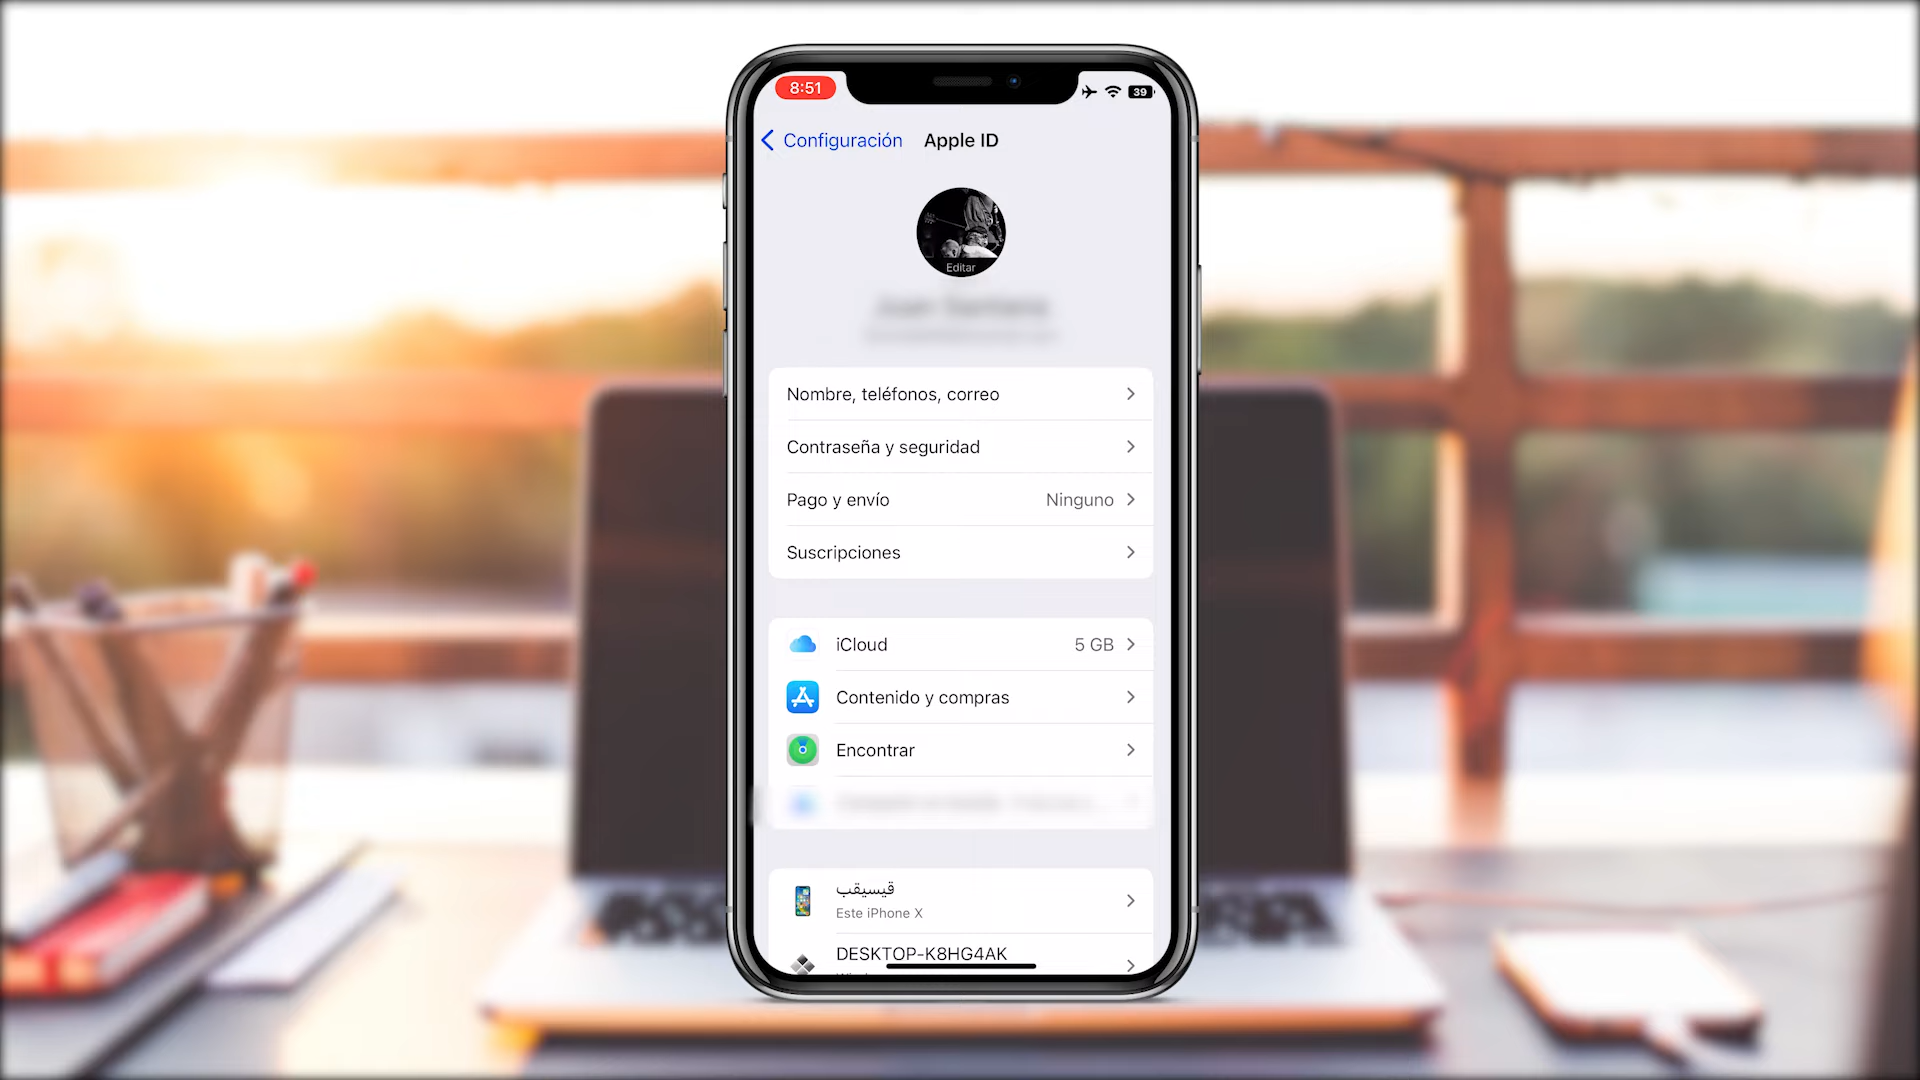 8:51
39
Configuración
Apple ID
Editar
Nombre, teléfonos, correo
Contraseña y seguridad
Pago y envío Ninguno
Suscripciones
iCloud 5 GB
Contenido y compras
Encontrar
قبسيقب
Este iPhone X
DESKTOP-K8HG4AK